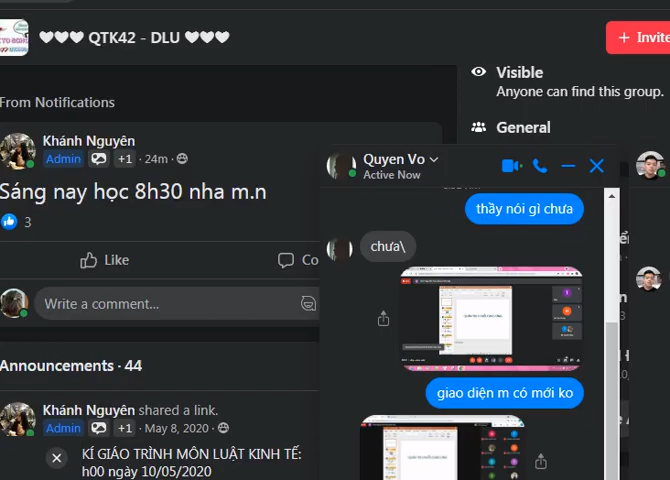 🤍🤍🤍 QTK42 - DLU 🤍🤍🤍
+ Invite
Visible
Anyone can find this group.
General
From Notifications
Khánh Nguyên
Admin +1 · 24m ·
Sáng nay học 8h30 nha m.n
3
Like
Co
Write a comment...
Announcements · 44
Khánh Nguyên shared a link.
Admin +1 · May 8, 2020 ·
KÍ GIÁO TRÌNH MÔN LUẬT KINH TẾ:
h00 ngày 10/05/2020
Quyen Vo
Active Now
thầy nói gì chưa
chưa\
giao diện m có mới ko